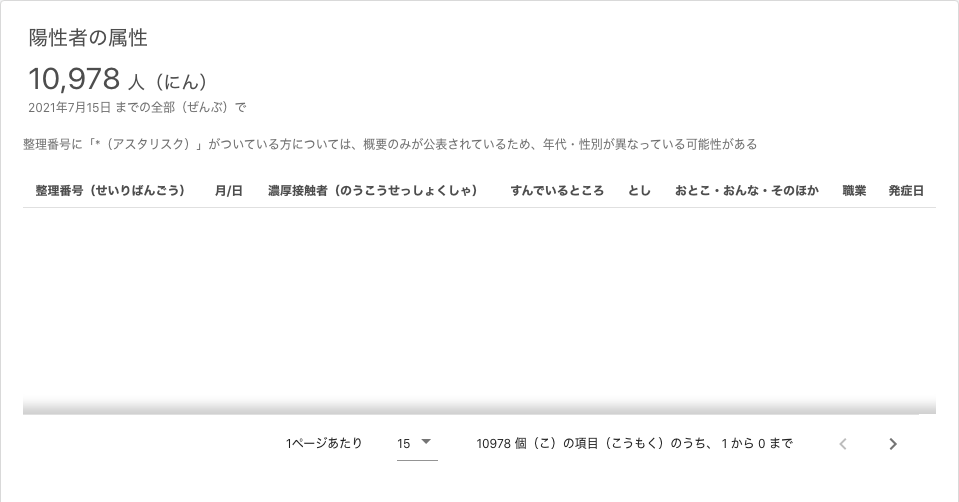 陽性者の属性
10,978 人（にん）
2021年7月15日 までの全部（ぜんぶ）で
整理番号に「*（アスタリスク）」がついている方については、概要のみが公表されているため、年代・性別が異なっている可能性がある
整理番号（せいりばんごう） 月/日 濃厚接触者（のうこうせっしょくしゃ） すんでいるところ とし おとこ・おんな・そのほか 職業 発症日
1ページあたり 15 10978 個（こ）の項目（こうもく）のうち、 1 から 0 まで